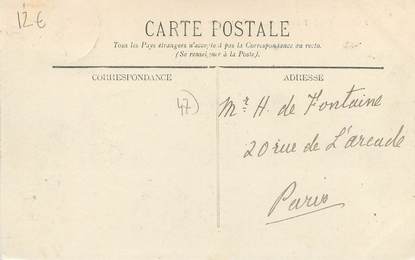 12€
CARTE POSTALE
Tous les Pays étrangers n'acceptent pas la Correspondance au recto.
(Se renseigner à la Poste).
CORRESPONDANCE
ADRESSE
47)
Mr H. de Fontaine
20 rue de L'arcade
Paris